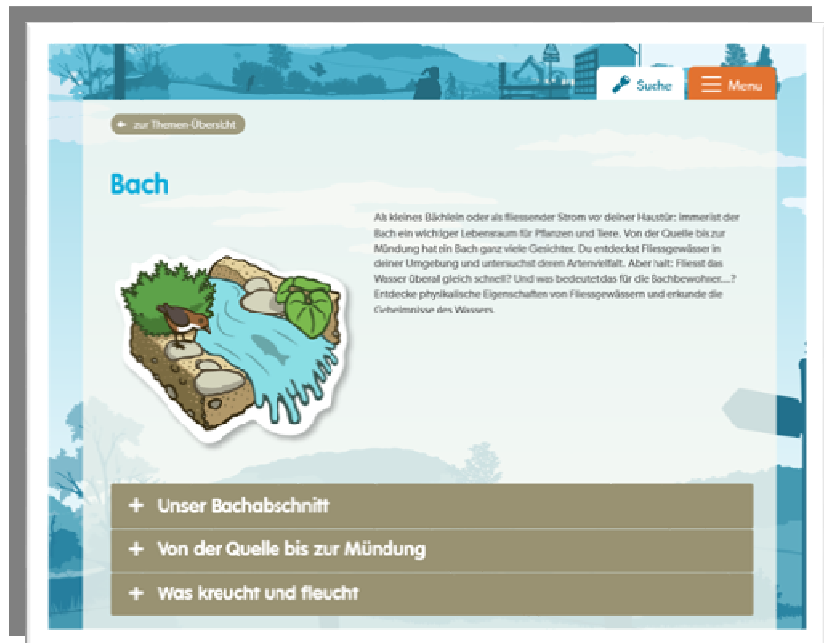 Suche
Menu
zur Themen-Übersicht
Bach
Als kleines Bächlein oder als fliessender Strom vor deiner Haustür: Immer ist der
Bach ein wichtiger Lebensraum für Pflanzen und Tiere. Von der Quelle bis zur
Mündung hat ein Bach ganz viele Gesichter. Du entdeckst Fliessgewässer in
deiner Umgebung und untersuchst deren Artenvielfalt. Aber halt: Fliesst das
Wasser überal gleich schnell? Und was bedeutet das für die Bachbewohner....?
Entdecke physikalische Eigenschaften von Fliessgewässern und erkunde die
Geheimnisse des Wassers.
+ Unser Bachabschnitt
+ Von der Quelle bis zur Mündung
+ Was kreucht und fleucht